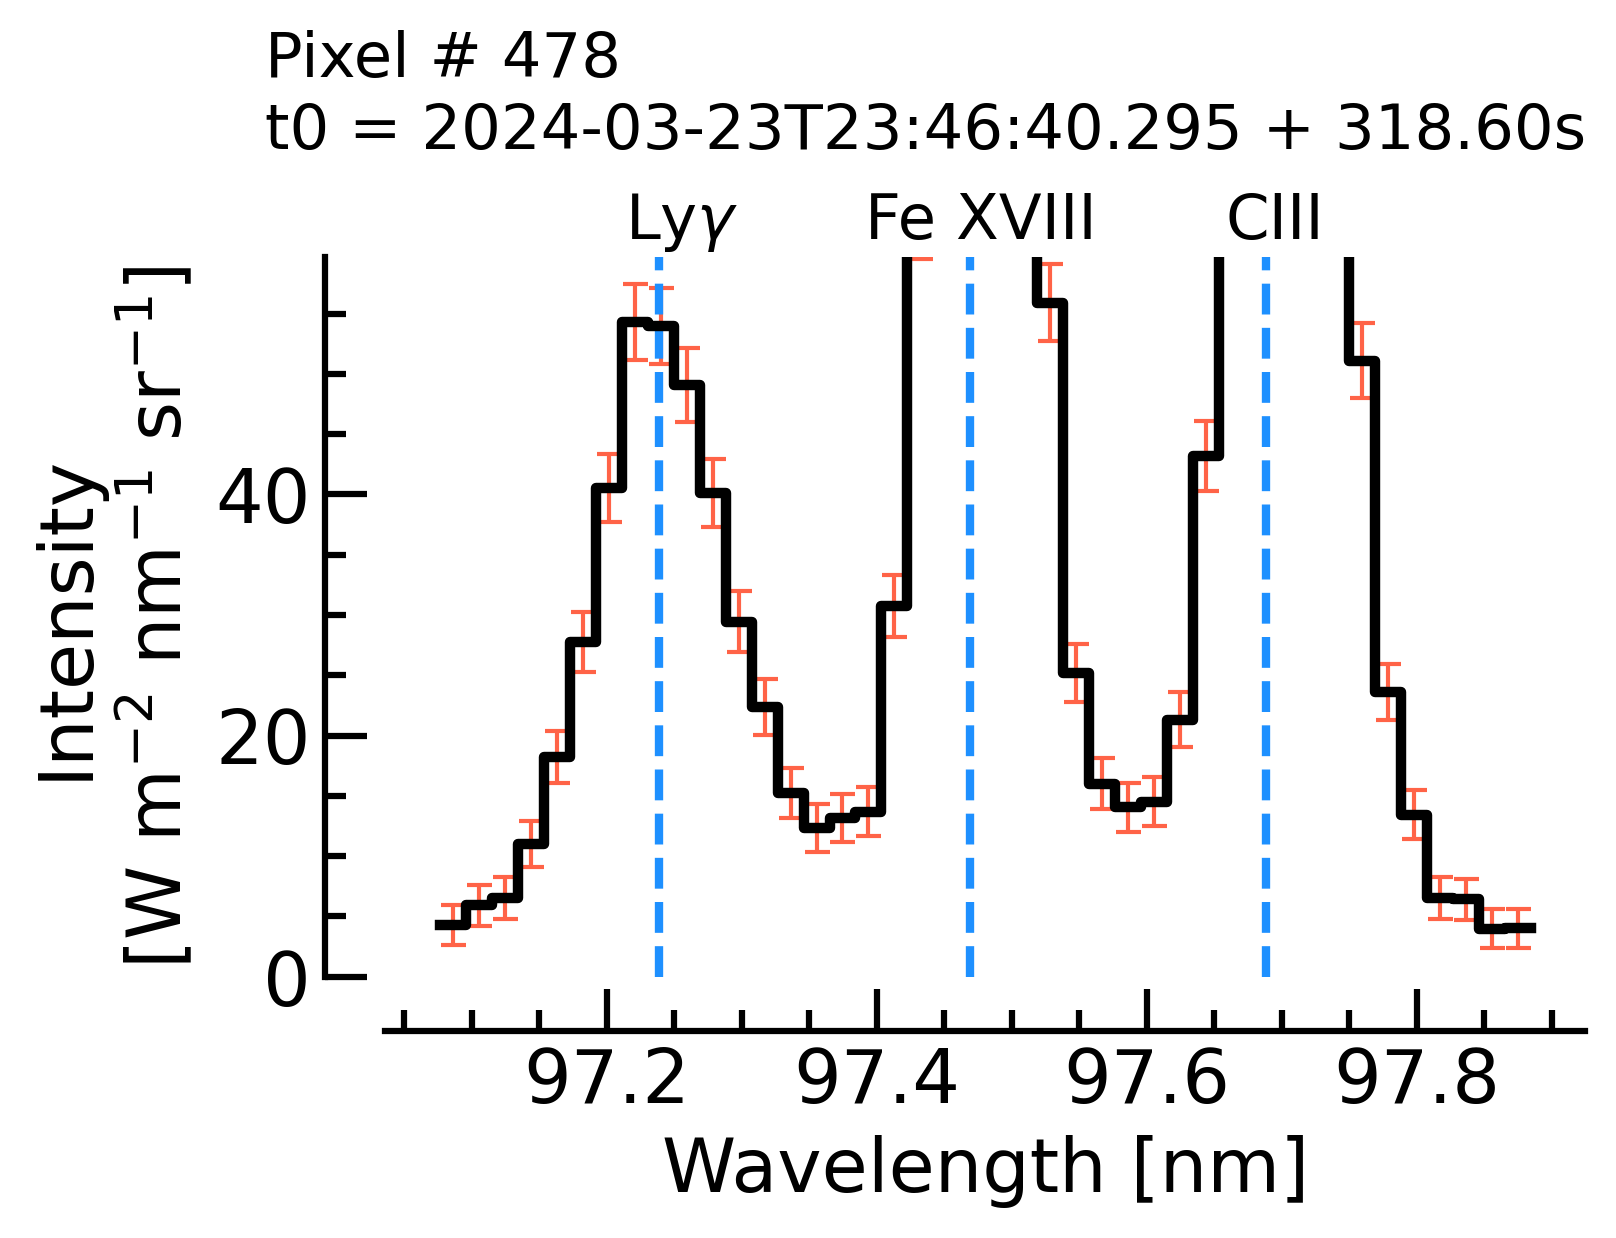 Pixel # 478
t0 = 2024-03-23T23:46:40.295 + 318.60s
Lyγ Fe XVIII CIII
Intensity
[W m⁻² nm⁻¹ sr⁻¹]
40
20
0
97.2 97.4 97.6 97.8
Wavelength [nm]